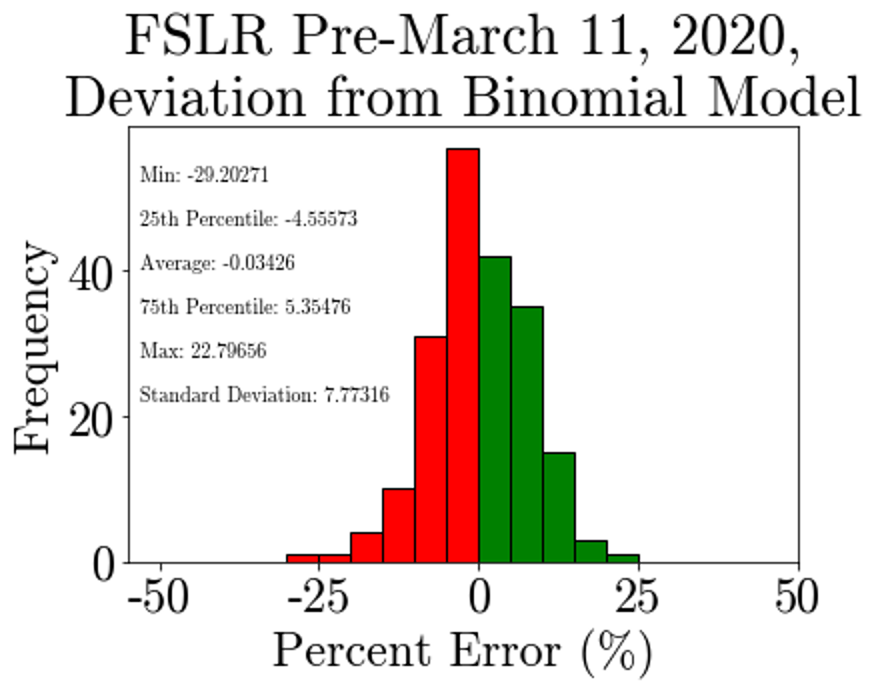 FSLR Pre-March 11, 2020,
Deviation from Binomial Model
Min: -29.20271
25th Percentile: -4.55573
Average: -0.03426
75th Percentile: 5.35476
Max: 22.79656
Standard Deviation: 7.77316
Frequency
40
20
0
-50 -25 0 25 50
Percent Error (%)